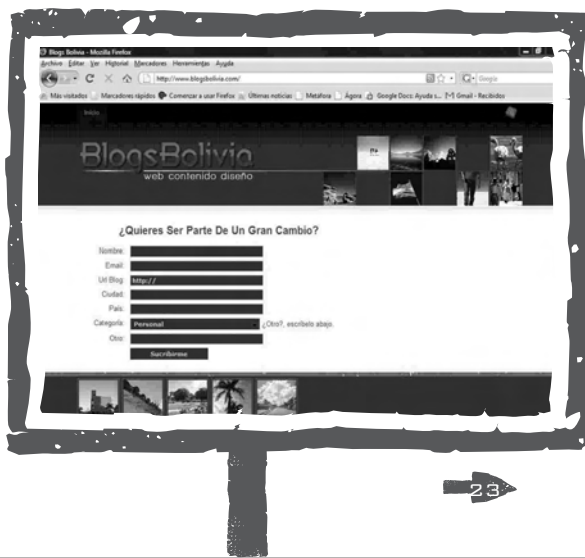 Blogs Bolivia - Mozilla Firefox
Archivo Editar Ver Historial Marcadores Herramientas Ayuda
http://www.blogsbolivia.com/
Google
Más visitados Marcadores rápidos Comenzar a usar Firefox Últimas noticias Metáfora Ágora Google Docs: Ayuda s... Gmail - Recibidos
Inicio
BlogsBolivia
web contenido diseño
¿Quieres Ser Parte De Un Gran Cambio?
Nombre:
Email:
Url Blog: http://
Ciudad:
Pais:
Categoría: Personal ¿Otro?, escríbelo abajo.
Otro:
Suscribirme
23